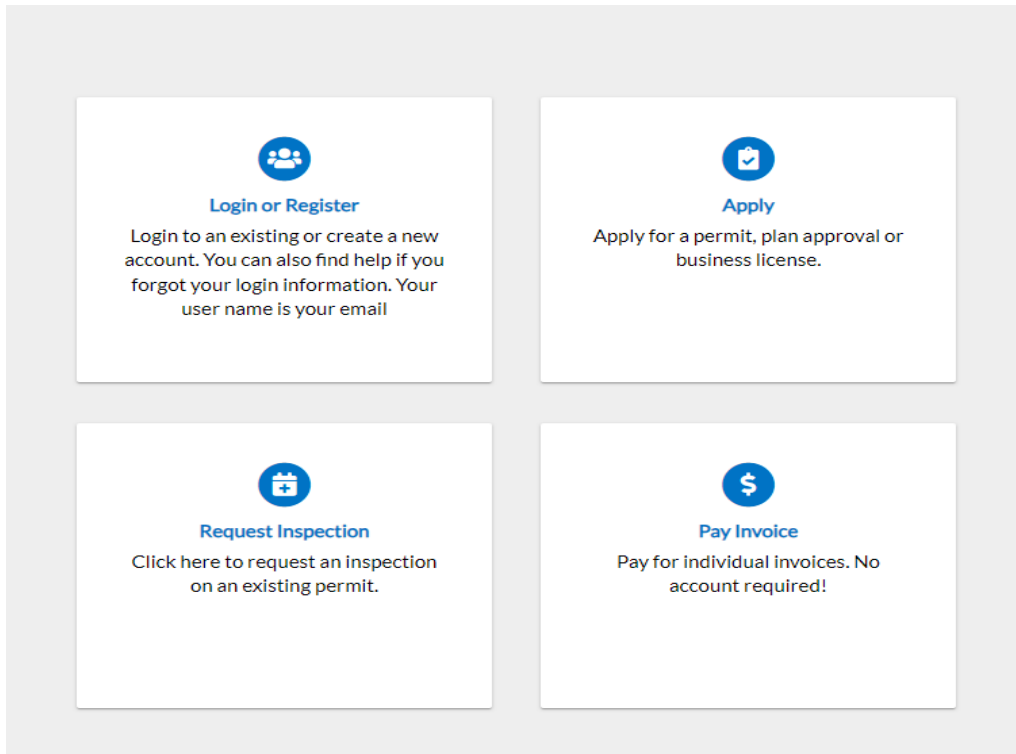 Login or Register
Login to an existing or create a new
account. You can also find help if you
forgot your login information. Your
user name is your email
Apply
Apply for a permit, plan approval or
business license.
Request Inspection
Click here to request an inspection
on an existing permit.
Pay Invoice
Pay for individual invoices. No
account required!